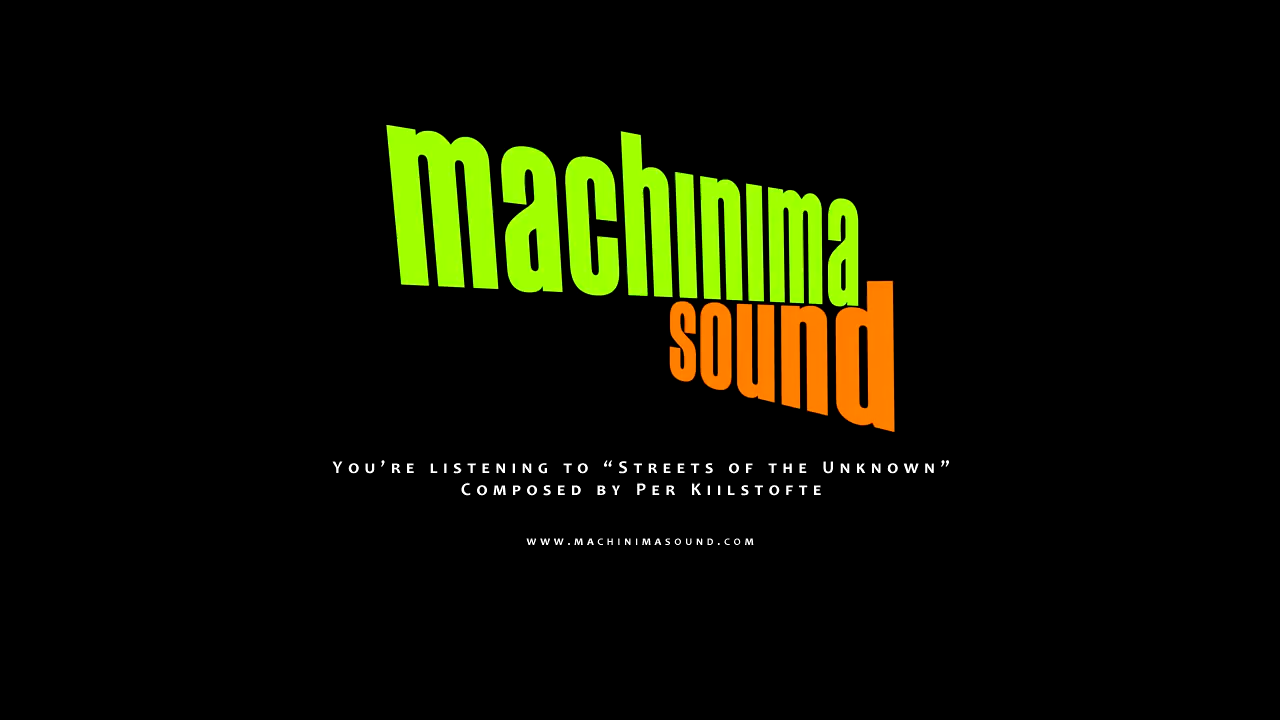 machinima
sound
You're listening to “Streets of the Unknown”
Composed by Per Kiilstofte
www.machinimasound.com